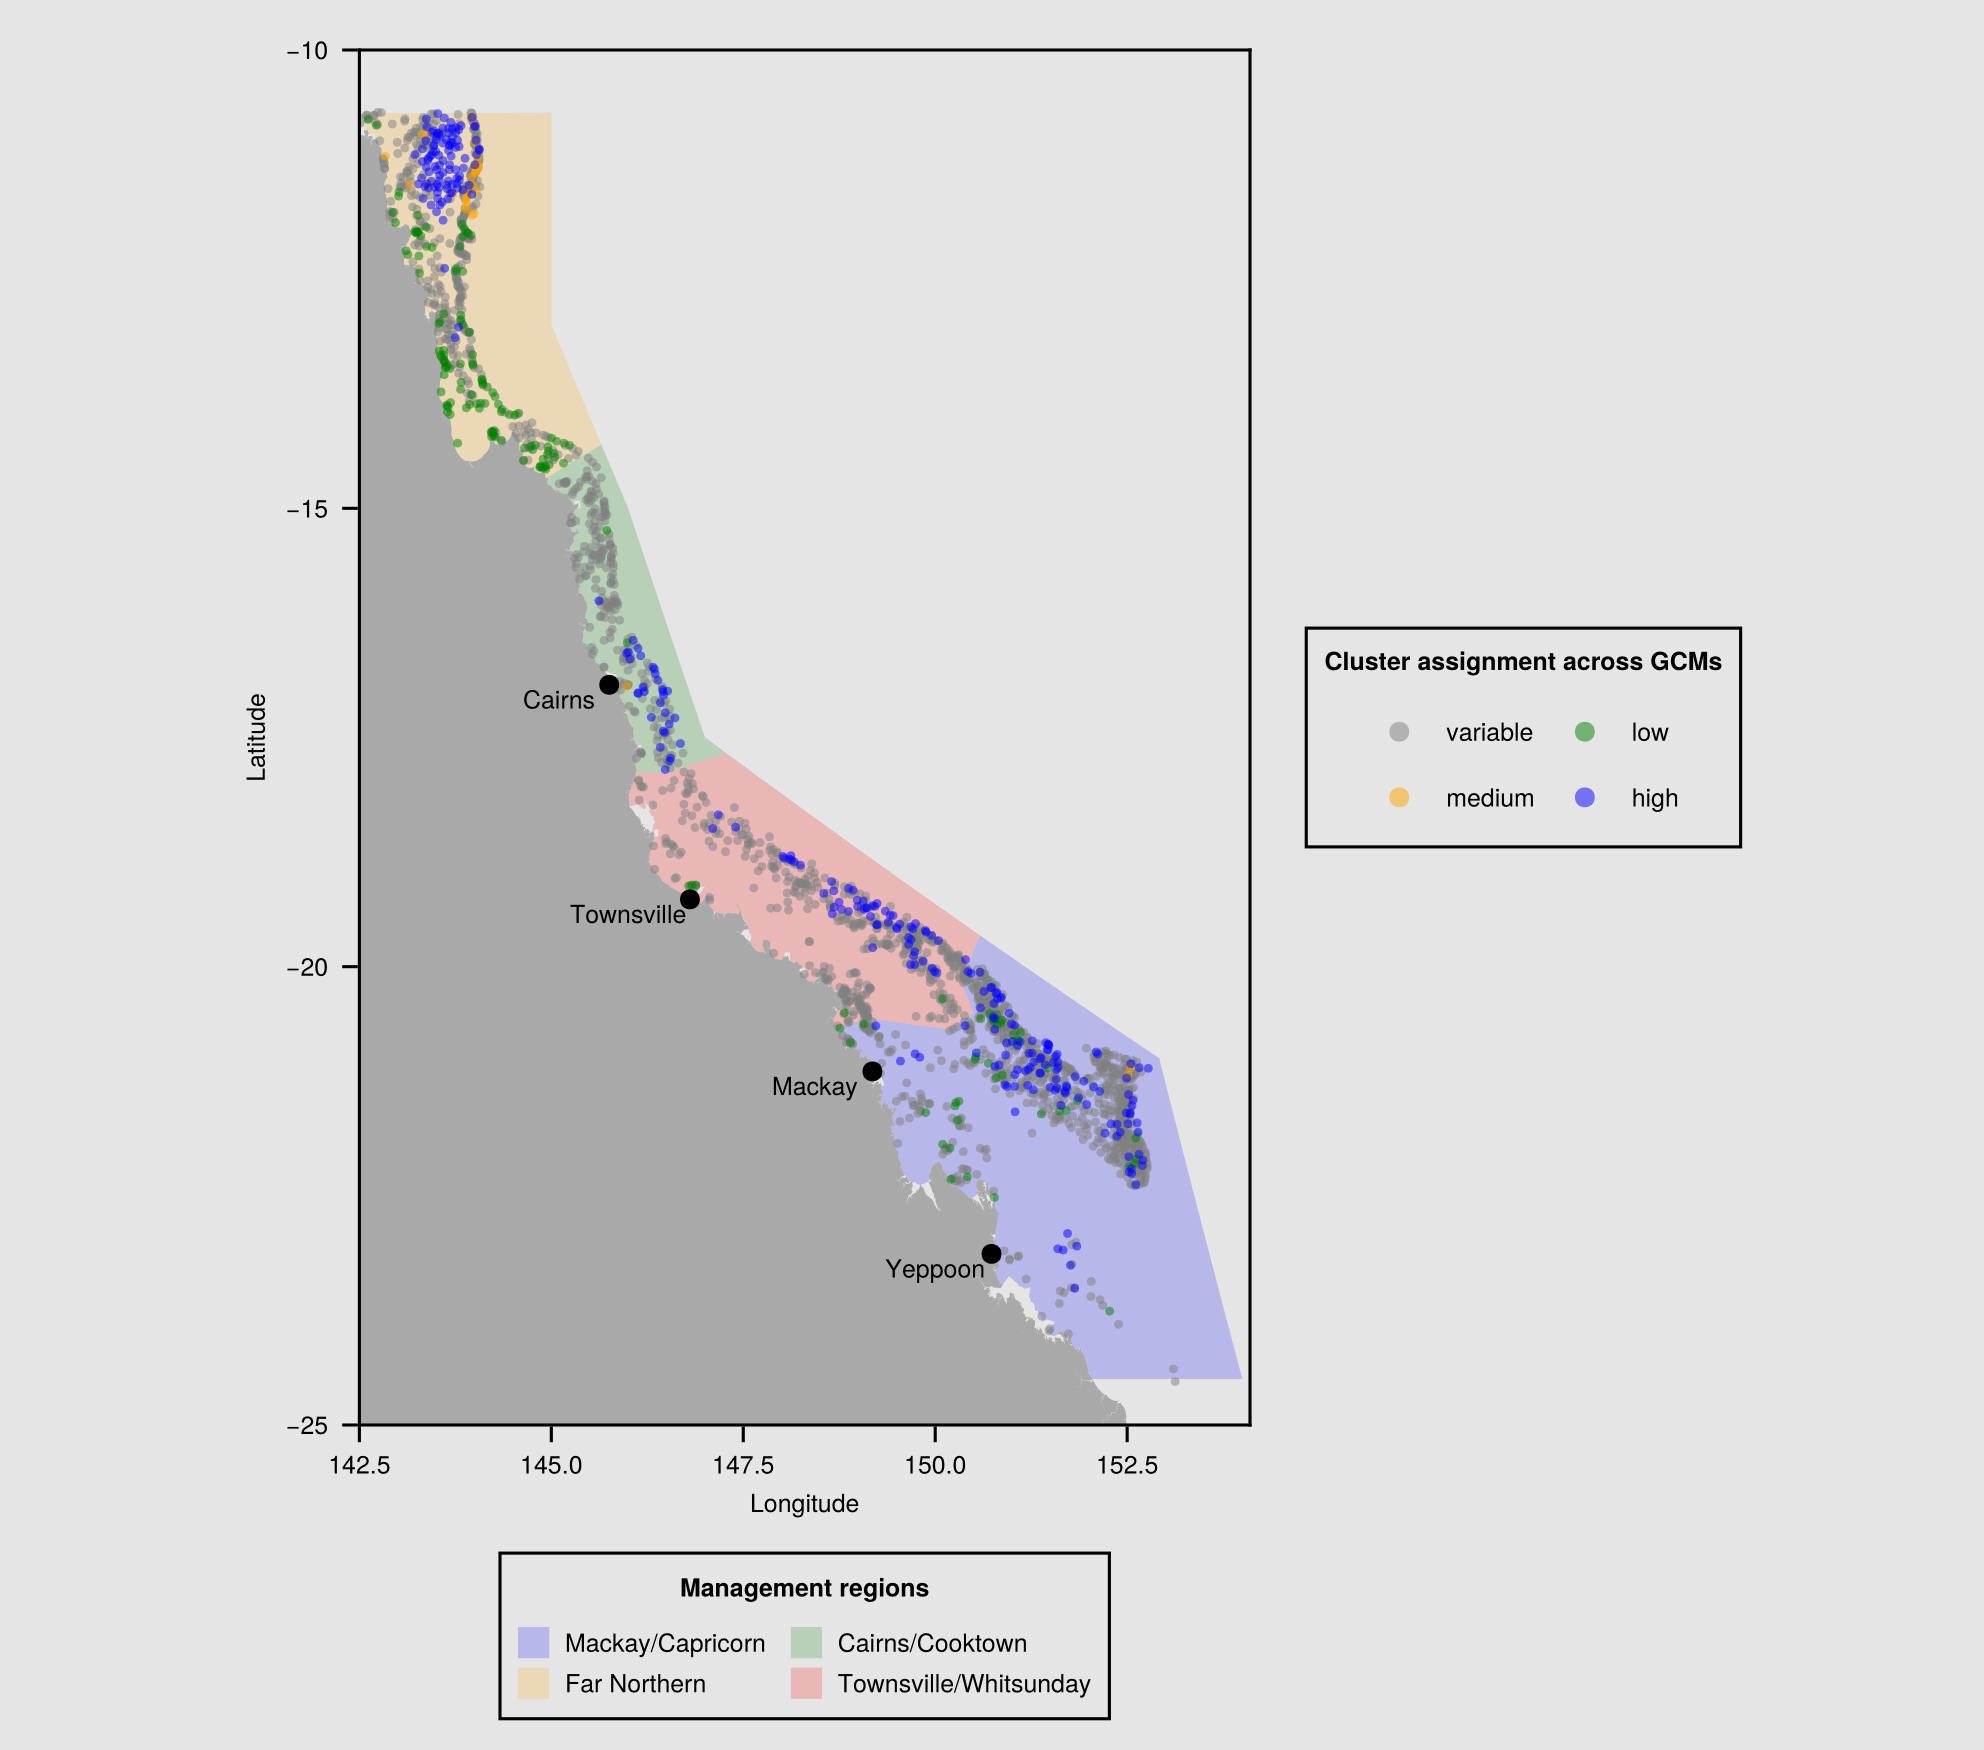 −10
−15
−20
−25
Latitude
Cairns
Townsville
Mackay
Yeppoon
142.5 145.0 147.5 150.0 152.5
Longitude
Cluster assignment across GCMs
variable low
medium high
Management regions
Mackay/Capricorn Cairns/Cooktown
Far Northern Townsville/Whitsunday